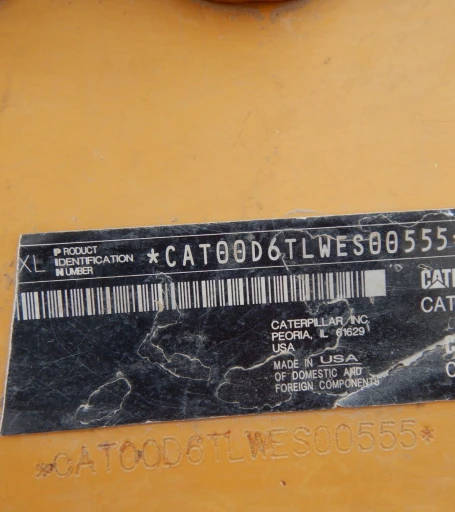 XL PRODUCT IDENTIFICATION NUMBER *CAT00D6TLWES00555*
CAT
CATERPILLAR INC.
PEORIA, IL 61629
USA
MADE IN USA
OF DOMESTIC AND
FOREIGN COMPONENTS
*CAT00D6TLWES00555*